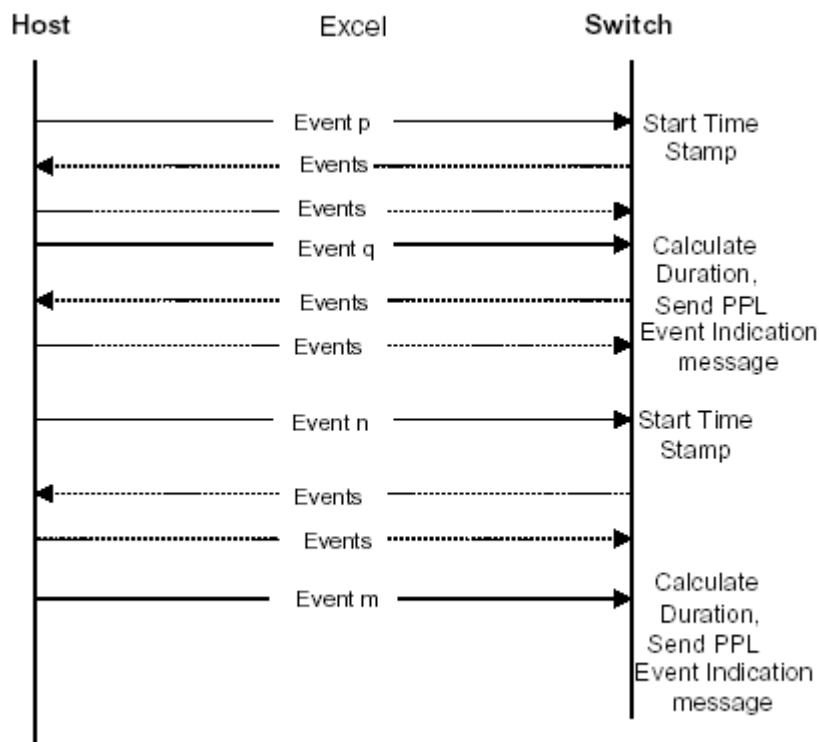 Host Excel Switch
Event p
Start Time
Stamp
Events
Events
Event q
Calculate
Duration,
Send PPL
Event Indication
message
Events
Events
Event n
Start Time
Stamp
Events
Events
Event m
Calculate
Duration,
Send PPL
Event Indication
message